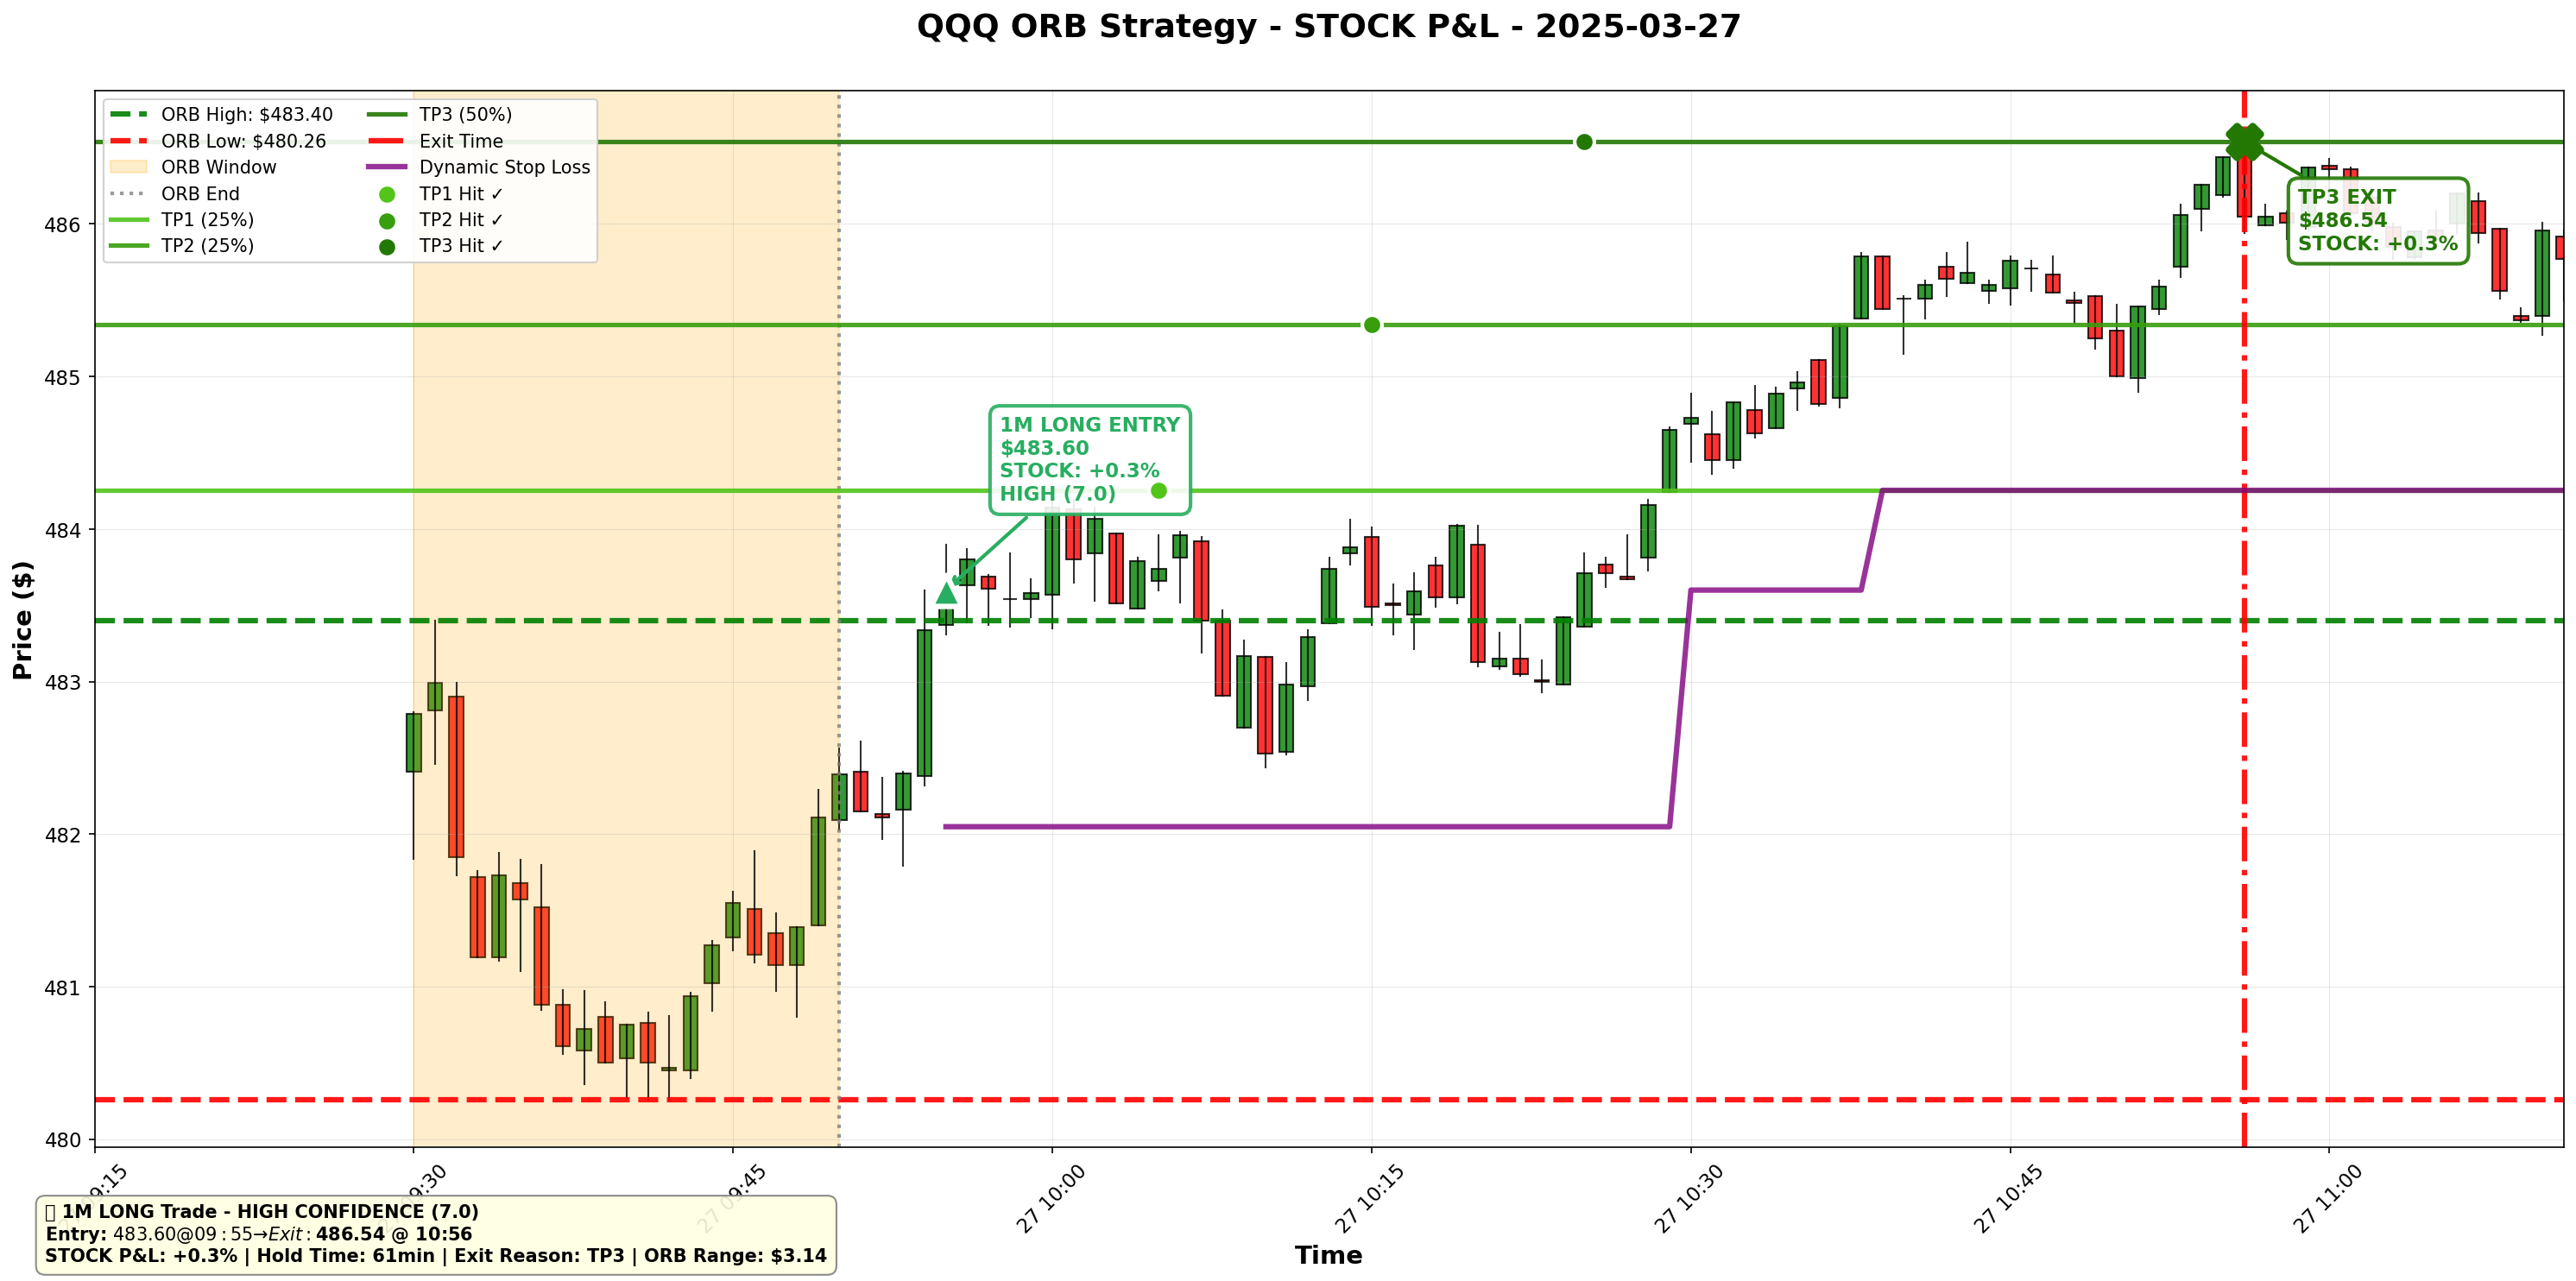 QQQ ORB Strategy - STOCK P&L - 2025-03-27
ORB High: $483.40
ORB Low: $480.26
ORB Window
ORB End
TP1 (25%)
TP2 (25%)
TP3 (50%)
Exit Time
Dynamic Stop Loss
TP1 Hit ✓
TP2 Hit ✓
TP3 Hit ✓
TP3 EXIT
$486.54
STOCK: +0.3%
1M LONG ENTRY
$483.60
STOCK: +0.3%
HIGH (7.0)
Price ($)
486
485
484
483
482
481
480
27 09:45
27 10:00
27 10:15
27 10:30
27 10:45
27 11:00
Time
1M LONG Trade - HIGH CONFIDENCE (7.0)
Entry: 483.60@09:55→Exit:486.54 @ 10:56
STOCK P&L: +0.3% | Hold Time: 61min | Exit Reason: TP3 | ORB Range: $3.14